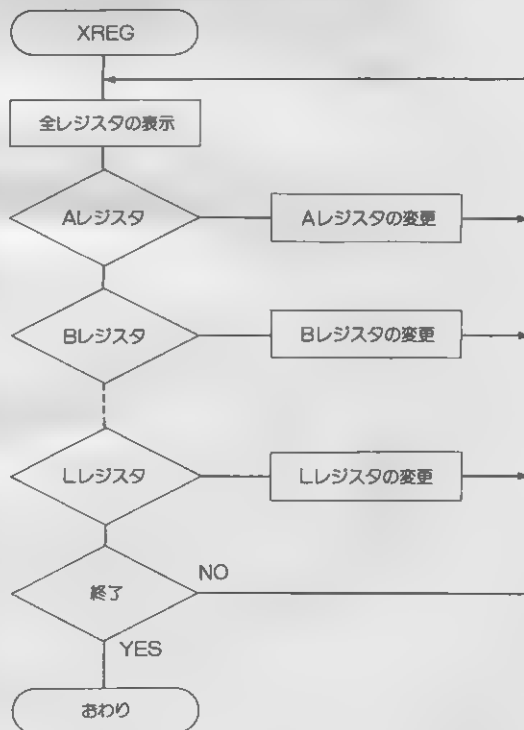 XREG
全レジスタの表示
Aレジスタ
Aレジスタの変更
Bレジスタ
Bレジスタの変更
Lレジスタ
Lレジスタの変更
終了
NO
YES
おわり